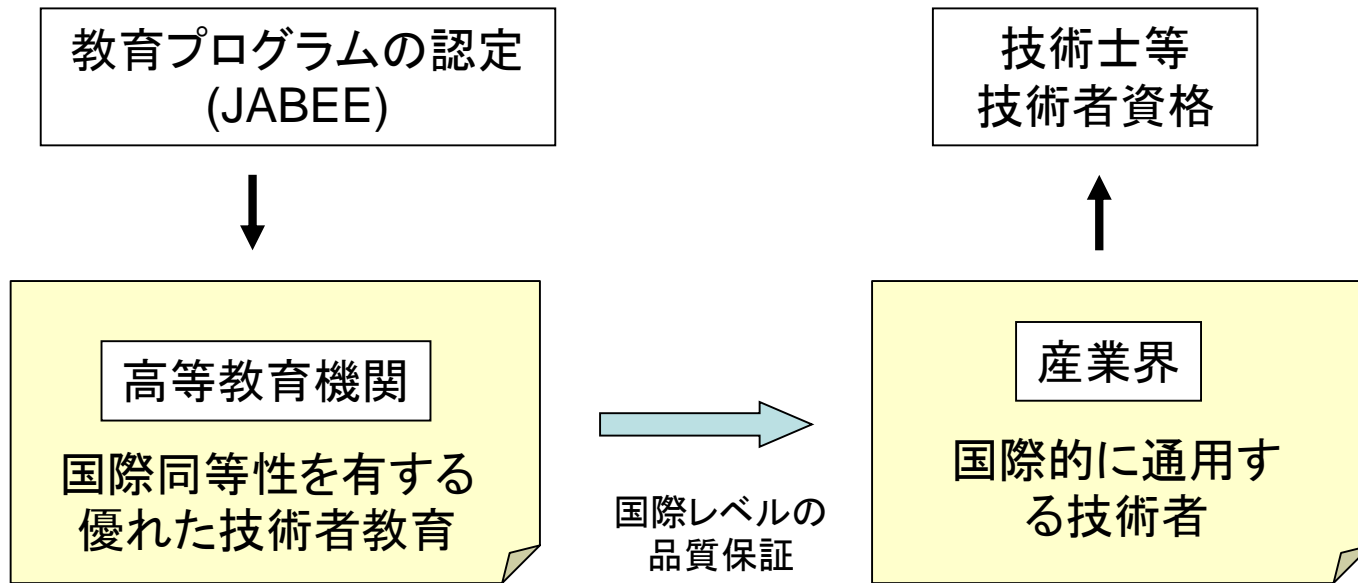 教育プログラムの認定
(JABEE)
技術士等
技術者資格
高等教育機関
国際同等性を有する
優れた技術者教育
国際レベルの
品質保証
産業界
国際的に通用す
る技術者